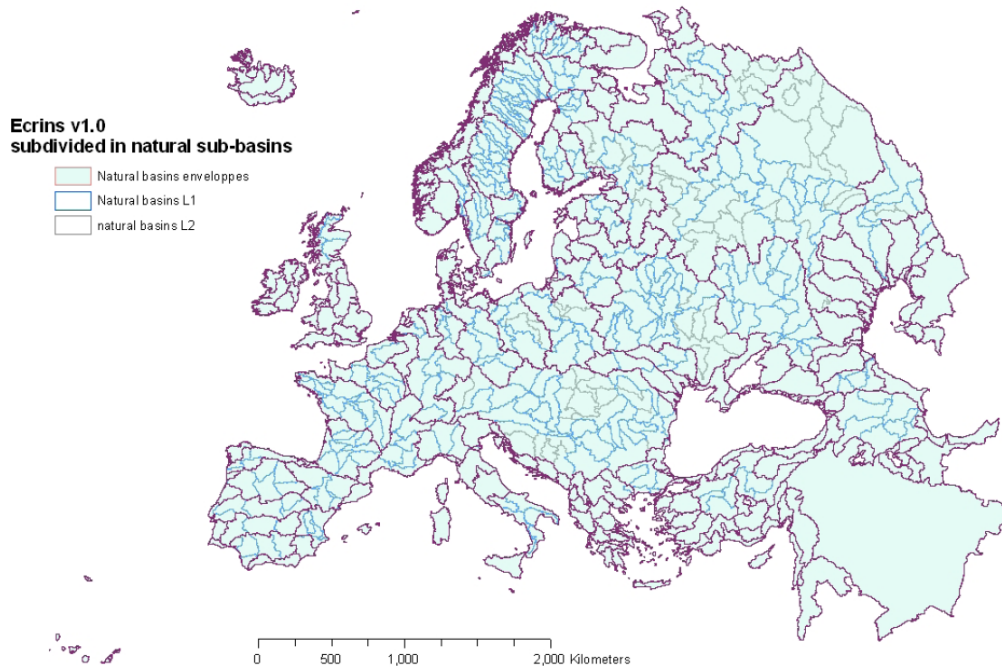 Ecrins v1.0
subdivided in natural sub-basins
Natural basins enveloppes
Natural basins L1
natural basins L2
0 500 1,000 2,000 Kilometers